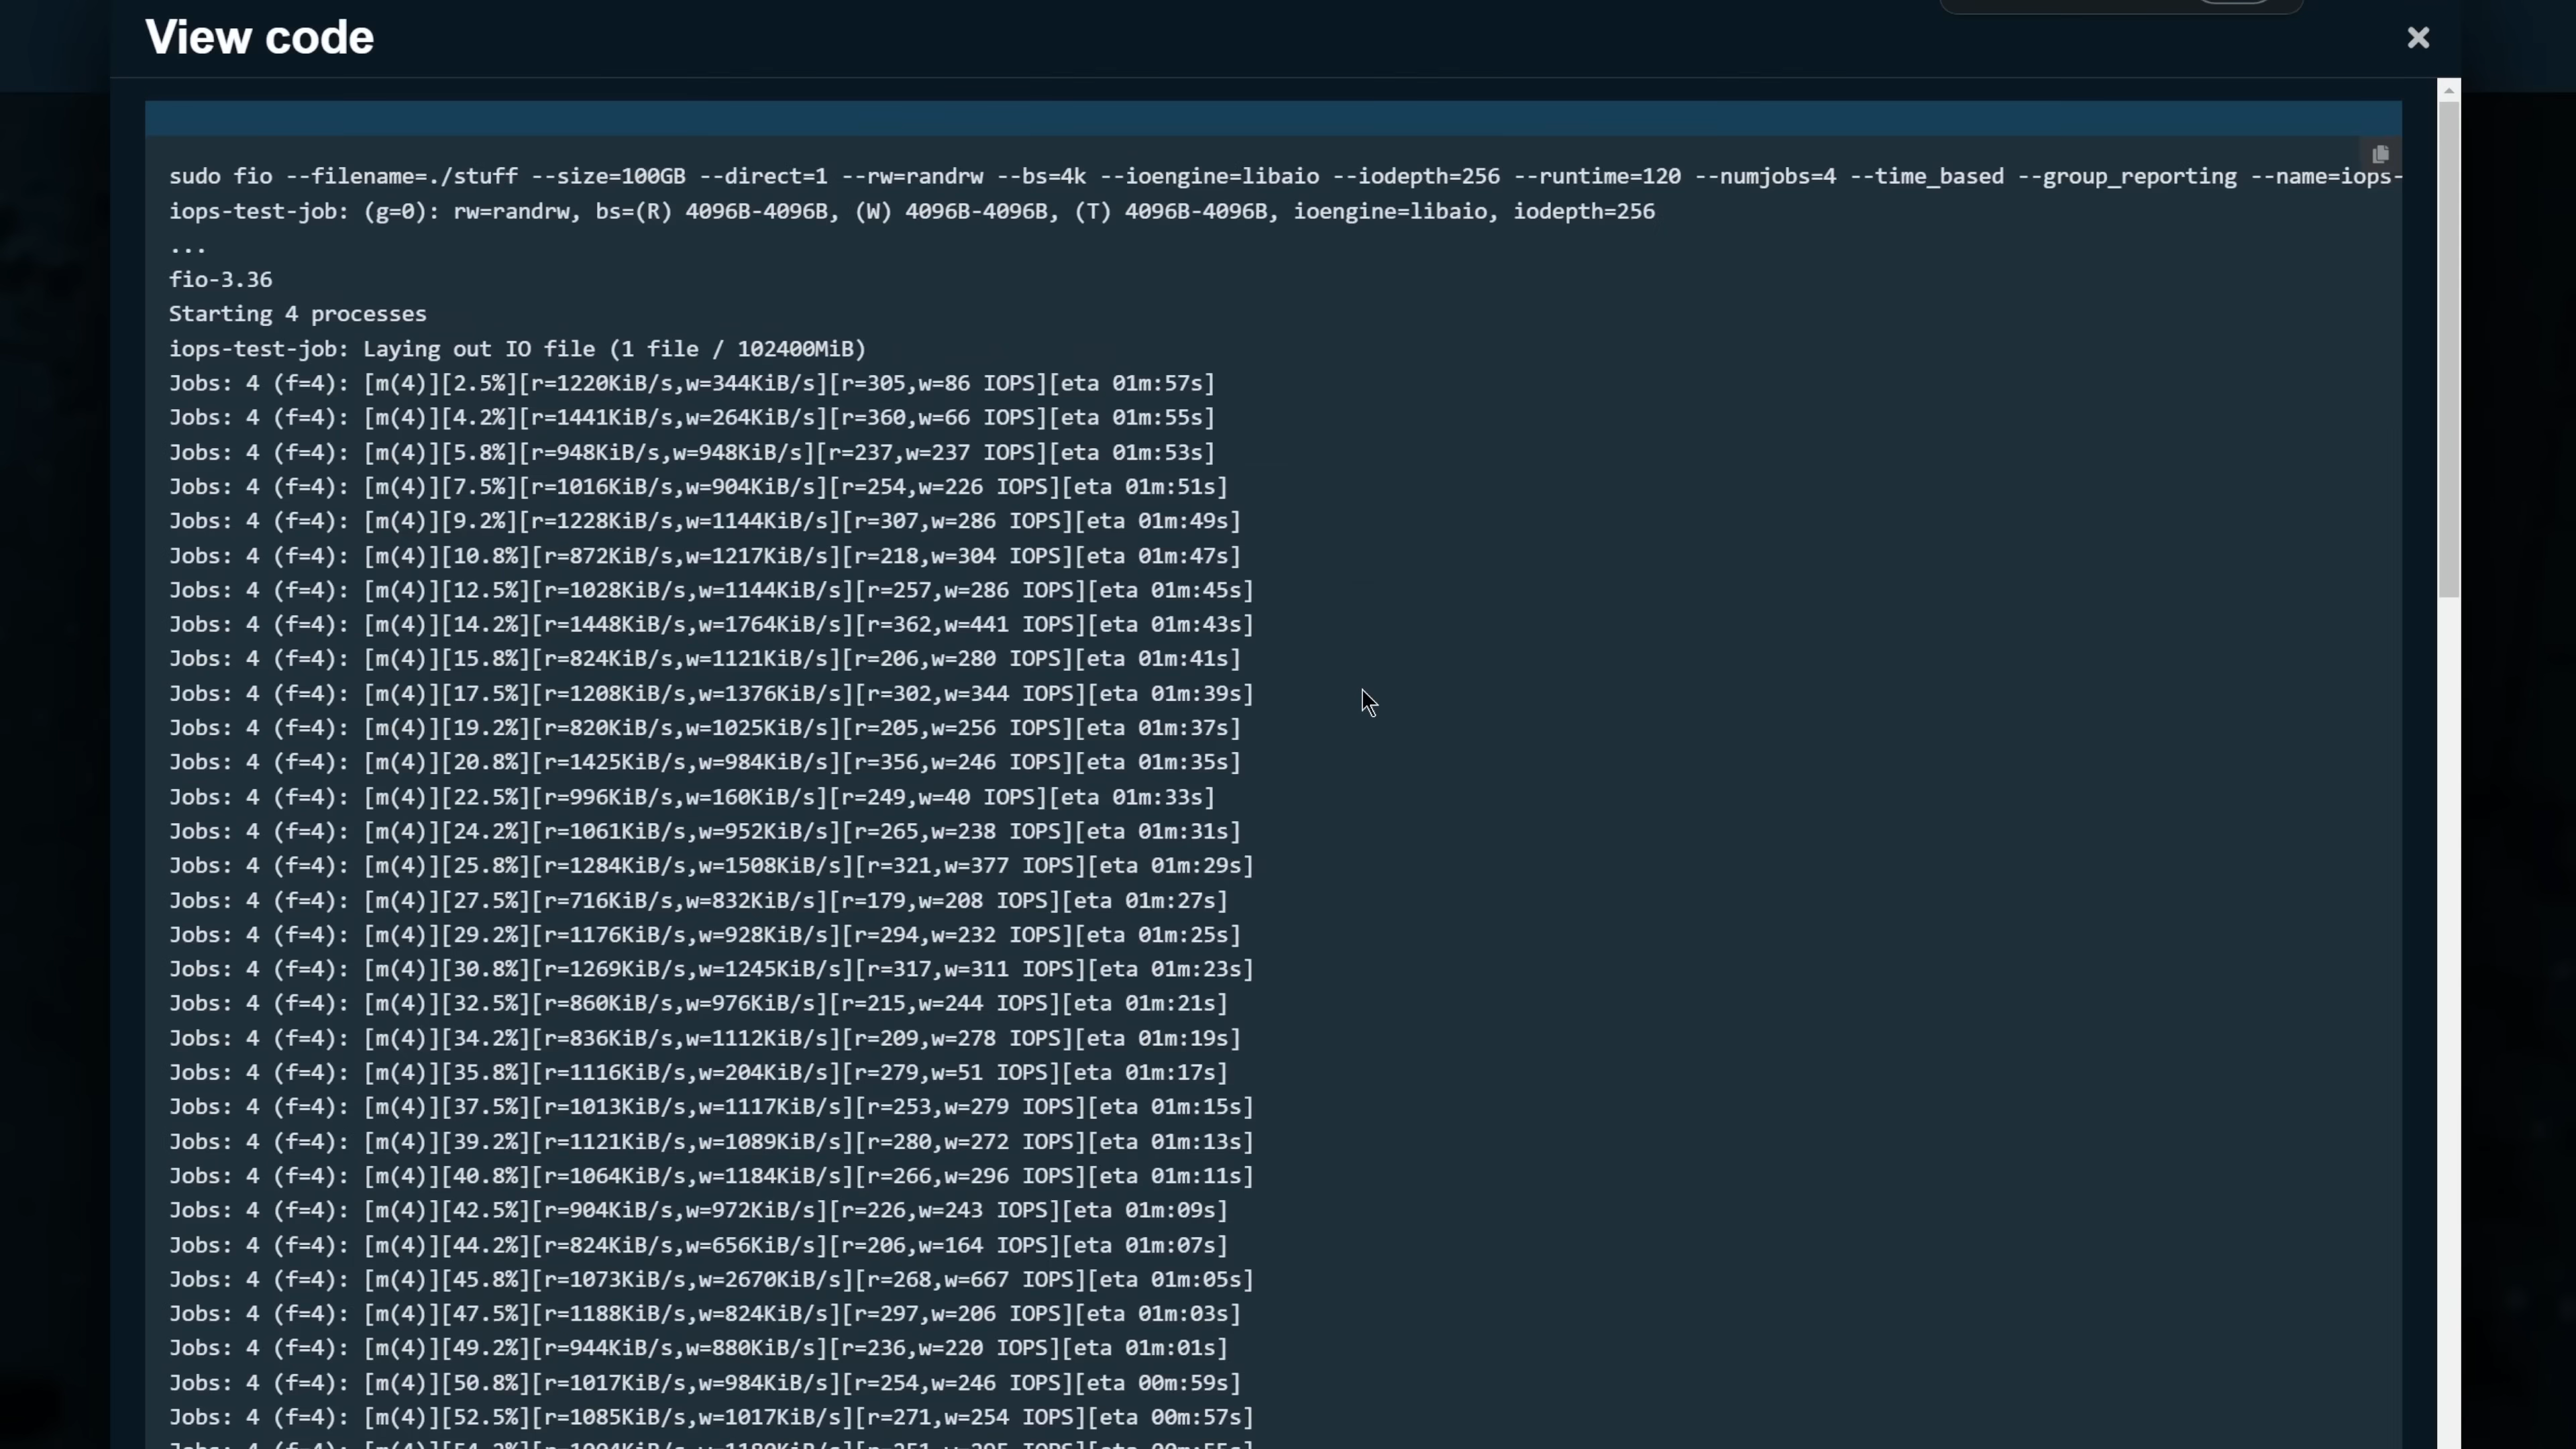 View code
sudo fio --filename=./stuff --size=100GB --direct=1 --rw=randrw --bs=4k --ioengine=libaio --iodepth=256 --runtime=120 --numjobs=4 --time_based --group_reporting --name=iops-
iops-test-job: (g=0): rw=randrw, bs=(R) 4096B-4096B, (W) 4096B-4096B, (T) 4096B-4096B, ioengine=libaio, iodepth=256
...
fio-3.36
Starting 4 processes
iops-test-job: Laying out IO file (1 file / 102400MiB)
Jobs: 4 (f=4): [m(4)][2.5%][r=1220KiB/s,w=344KiB/s][r=305,w=86 IOPS][eta 01m:57s]
Jobs: 4 (f=4): [m(4)][4.2%][r=1441KiB/s,w=264KiB/s][r=360,w=66 IOPS][eta 01m:55s]
Jobs: 4 (f=4): [m(4)][5.8%][r=948KiB/s,w=948KiB/s][r=237,w=237 IOPS][eta 01m:53s]
Jobs: 4 (f=4): [m(4)][7.5%][r=1016KiB/s,w=904KiB/s][r=254,w=226 IOPS][eta 01m:51s]
Jobs: 4 (f=4): [m(4)][9.2%][r=1228KiB/s,w=1144KiB/s][r=307,w=286 IOPS][eta 01m:49s]
Jobs: 4 (f=4): [m(4)][10.8%][r=872KiB/s,w=1217KiB/s][r=218,w=304 IOPS][eta 01m:47s]
Jobs: 4 (f=4): [m(4)][12.5%][r=1028KiB/s,w=1144KiB/s][r=257,w=286 IOPS][eta 01m:45s]
Jobs: 4 (f=4): [m(4)][14.2%][r=1448KiB/s,w=1764KiB/s][r=362,w=441 IOPS][eta 01m:43s]
Jobs: 4 (f=4): [m(4)][15.8%][r=824KiB/s,w=1121KiB/s][r=206,w=280 IOPS][eta 01m:41s]
Jobs: 4 (f=4): [m(4)][17.5%][r=1208KiB/s,w=1376KiB/s][r=302,w=344 IOPS][eta 01m:39s]
Jobs: 4 (f=4): [m(4)][19.2%][r=820KiB/s,w=1025KiB/s][r=205,w=256 IOPS][eta 01m:37s]
Jobs: 4 (f=4): [m(4)][20.8%][r=1425KiB/s,w=984KiB/s][r=356,w=246 IOPS][eta 01m:35s]
Jobs: 4 (f=4): [m(4)][22.5%][r=996KiB/s,w=160KiB/s][r=249,w=40 IOPS][eta 01m:33s]
Jobs: 4 (f=4): [m(4)][24.2%][r=1061KiB/s,w=952KiB/s][r=265,w=238 IOPS][eta 01m:31s]
Jobs: 4 (f=4): [m(4)][25.8%][r=1284KiB/s,w=1508KiB/s][r=321,w=377 IOPS][eta 01m:29s]
Jobs: 4 (f=4): [m(4)][27.5%][r=716KiB/s,w=832KiB/s][r=179,w=208 IOPS][eta 01m:27s]
Jobs: 4 (f=4): [m(4)][29.2%][r=1176KiB/s,w=928KiB/s][r=294,w=232 IOPS][eta 01m:25s]
Jobs: 4 (f=4): [m(4)][30.8%][r=1269KiB/s,w=1245KiB/s][r=317,w=311 IOPS][eta 01m:23s]
Jobs: 4 (f=4): [m(4)][32.5%][r=860KiB/s,w=976KiB/s][r=215,w=244 IOPS][eta 01m:21s]
Jobs: 4 (f=4): [m(4)][34.2%][r=836KiB/s,w=1112KiB/s][r=209,w=278 IOPS][eta 01m:19s]
Jobs: 4 (f=4): [m(4)][35.8%][r=1116KiB/s,w=204KiB/s][r=279,w=51 IOPS][eta 01m:17s]
Jobs: 4 (f=4): [m(4)][37.5%][r=1013KiB/s,w=1117KiB/s][r=253,w=279 IOPS][eta 01m:15s]
Jobs: 4 (f=4): [m(4)][39.2%][r=1121KiB/s,w=1089KiB/s][r=280,w=272 IOPS][eta 01m:13s]
Jobs: 4 (f=4): [m(4)][40.8%][r=1064KiB/s,w=1184KiB/s][r=266,w=296 IOPS][eta 01m:11s]
Jobs: 4 (f=4): [m(4)][42.5%][r=904KiB/s,w=972KiB/s][r=226,w=243 IOPS][eta 01m:09s]
Jobs: 4 (f=4): [m(4)][44.2%][r=824KiB/s,w=656KiB/s][r=206,w=164 IOPS][eta 01m:07s]
Jobs: 4 (f=4): [m(4)][45.8%][r=1073KiB/s,w=2670KiB/s][r=268,w=667 IOPS][eta 01m:05s]
Jobs: 4 (f=4): [m(4)][47.5%][r=1188KiB/s,w=824KiB/s][r=297,w=206 IOPS][eta 01m:03s]
Jobs: 4 (f=4): [m(4)][49.2%][r=944KiB/s,w=880KiB/s][r=236,w=220 IOPS][eta 01m:01s]
Jobs: 4 (f=4): [m(4)][50.8%][r=1017KiB/s,w=984KiB/s][r=254,w=246 IOPS][eta 00m:59s]
Jobs: 4 (f=4): [m(4)][52.5%][r=1085KiB/s,w=1017KiB/s][r=271,w=254 IOPS][eta 00m:57s]